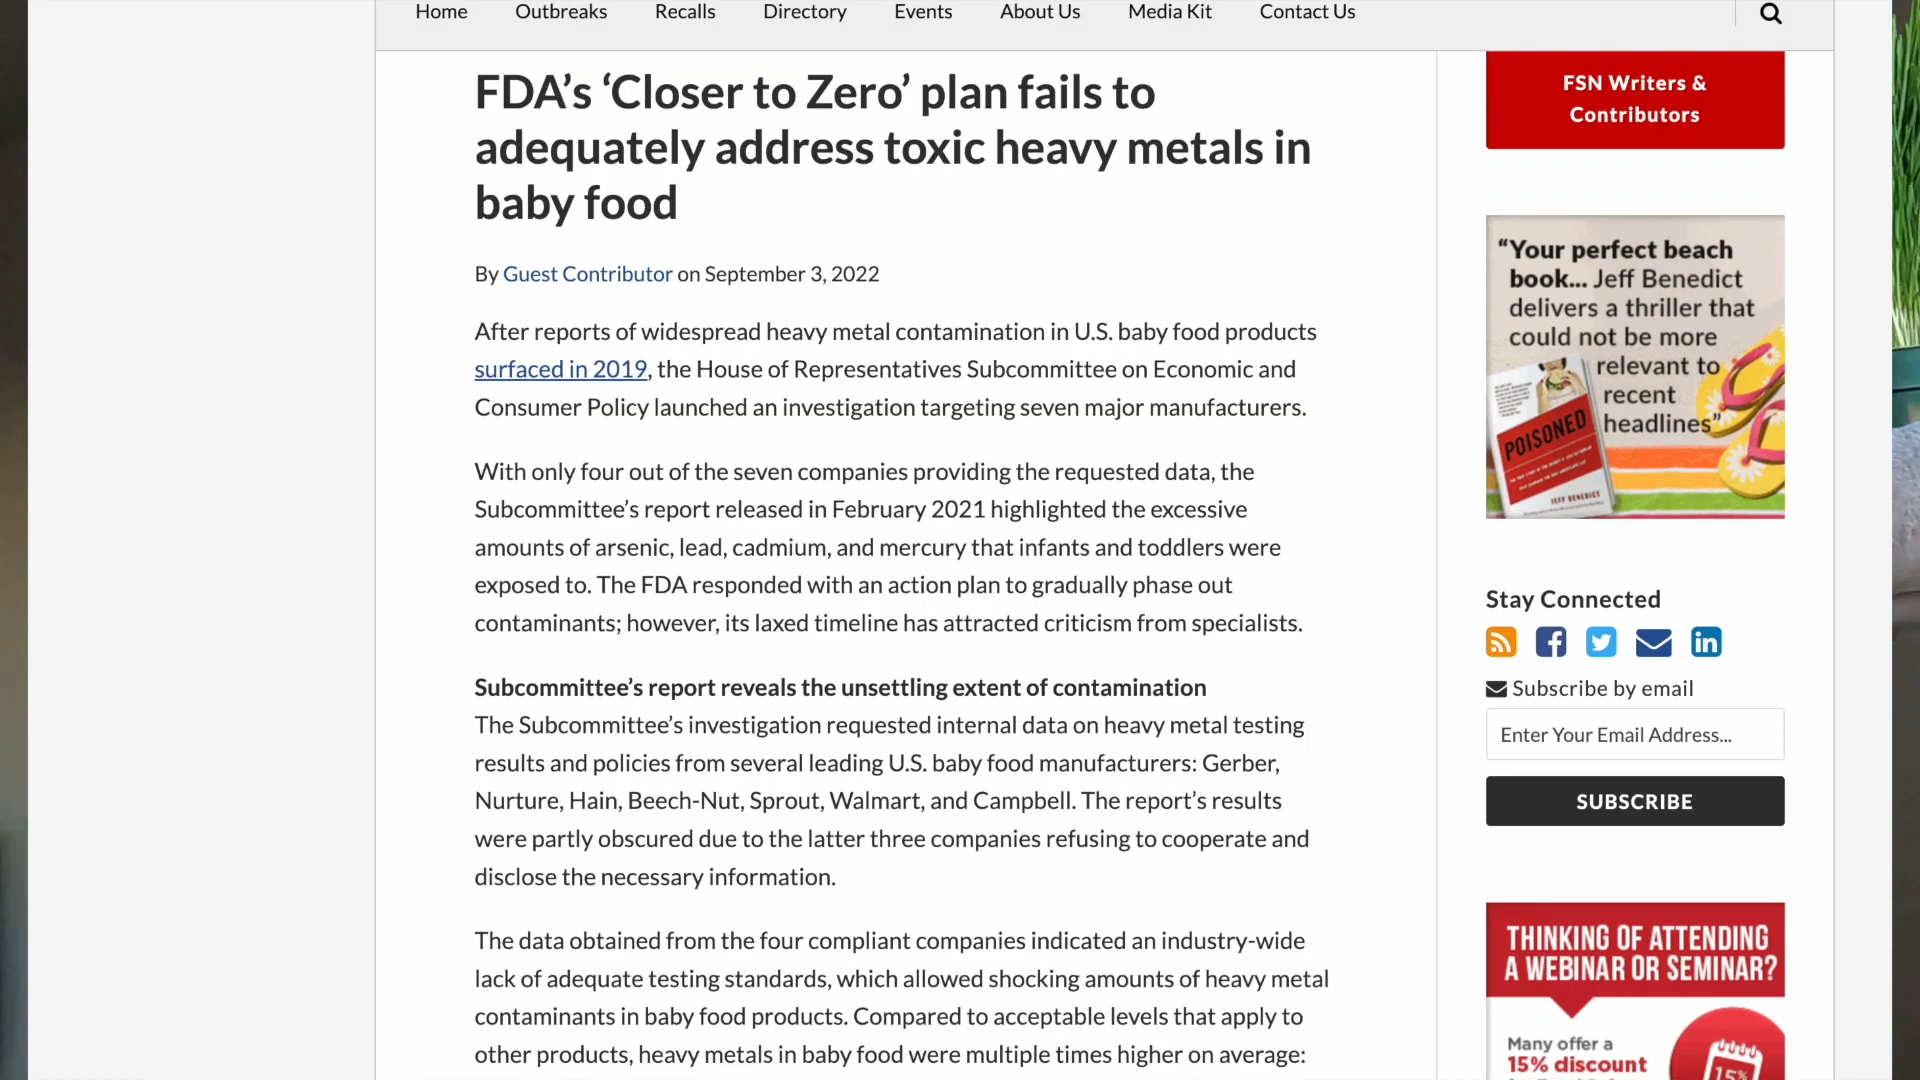 Home Outbreaks Recalls Directory Events About Us Media Kit Contact Us
FDA's 'Closer to Zero' plan fails to
adequately address toxic heavy metals in
baby food
By Guest Contributor on September 3, 2022
After reports of widespread heavy metal contamination in U.S. baby food products
surfaced in 2019, the House of Representatives Subcommittee on Economic and
Consumer Policy launched an investigation targeting seven major manufacturers.
With only four out of the seven companies providing the requested data, the
Subcommittee's report released in February 2021 highlighted the excessive
amounts of arsenic, lead, cadmium, and mercury that infants and toddlers were
exposed to. The FDA responded with an action plan to gradually phase out
contaminants; however, its laxed timeline has attracted criticism from specialists.
Subcommittee's report reveals the unsettling extent of contamination
The Subcommittee's investigation requested internal data on heavy metal testing
results and policies from several leading U.S. baby food manufacturers: Gerber,
Nurture, Hain, Beech-Nut, Sprout, Walmart, and Campbell. The report's results
were partly obscured due to the latter three companies refusing to cooperate and
disclose the necessary information.
The data obtained from the four compliant companies indicated an industry-wide
lack of adequate testing standards, which allowed shocking amounts of heavy metal
contaminants in baby food products. Compared to acceptable levels that apply to
other products, heavy metals in baby food were multiple times higher on average:
FSN Writers &
Contributors
"Your perfect beach
book... Jeff Benedict
delivers a thriller that
could not be more
relevant to
recent
headlines"
POISONED
JEFF BENEDICT
Stay Connected
Subscribe by email
Enter Your Email Address...
SUBSCRIBE
THINKING OF ATTENDING
A WEBINAR OR SEMINAR?
Many offer a
15% discount
15%